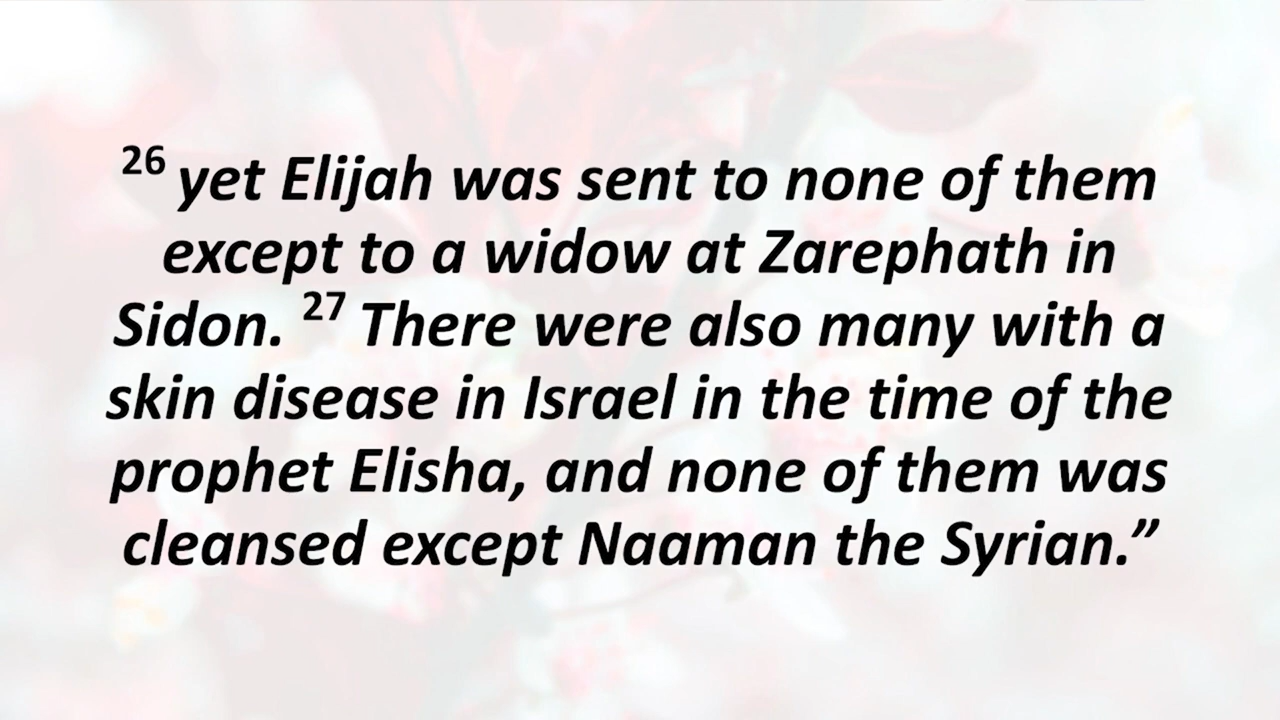 26 yet Elijah was sent to none of them
except to a widow at Zarephath in
Sidon. 27 There were also many with a
skin disease in Israel in the time of the
prophet Elisha, and none of them was
cleansed except Naaman the Syrian.”